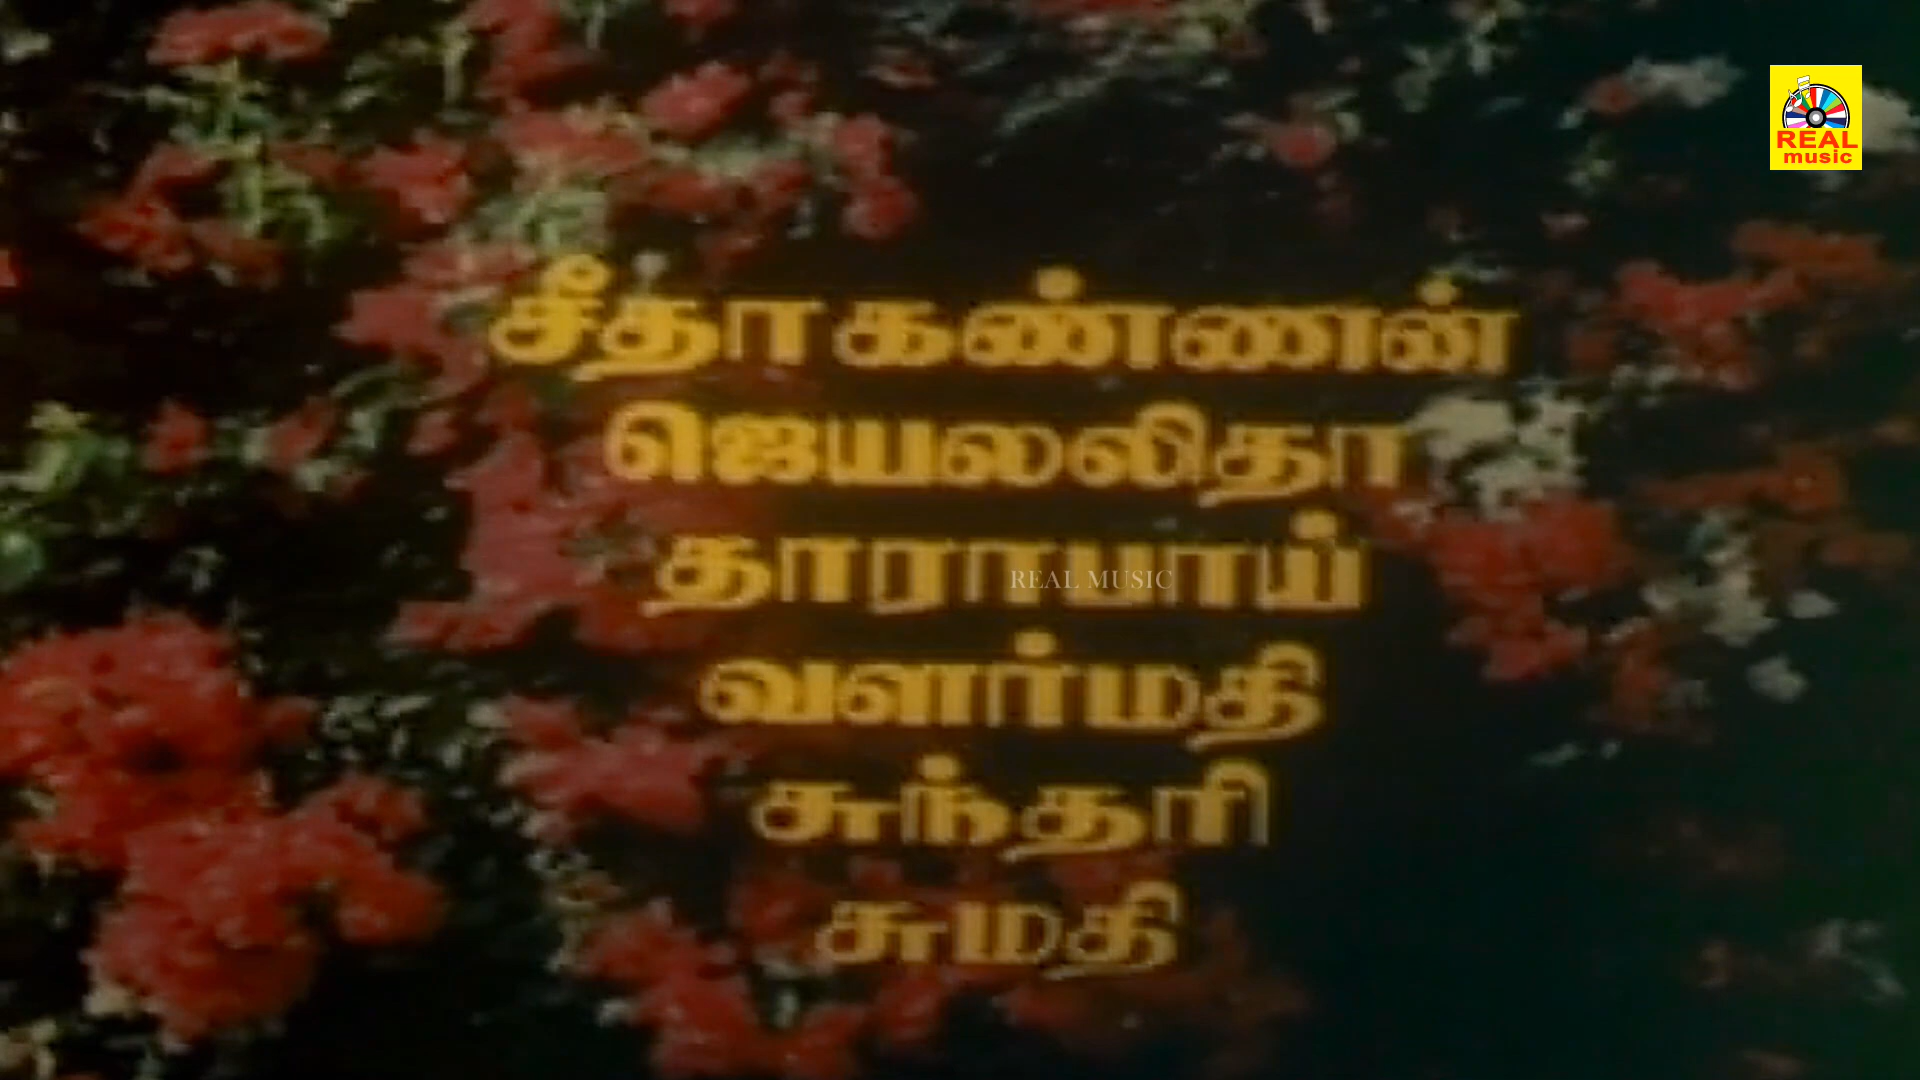 REAL
music
சீதாகண்ணன்
ஜெயலலிதா
தாராபாய்
REAL MUSIC
வளர்மதி
சுந்தரி
சுமதி